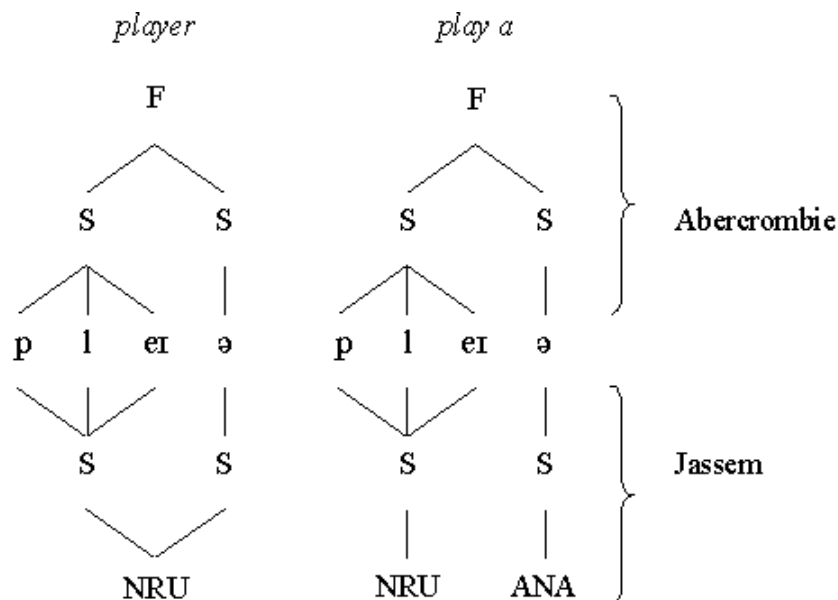 player play a
F F
S S S S Abercrombie
p l eɪ ə p l eɪ ə
S S S S Jassem
NRU NRU ANA